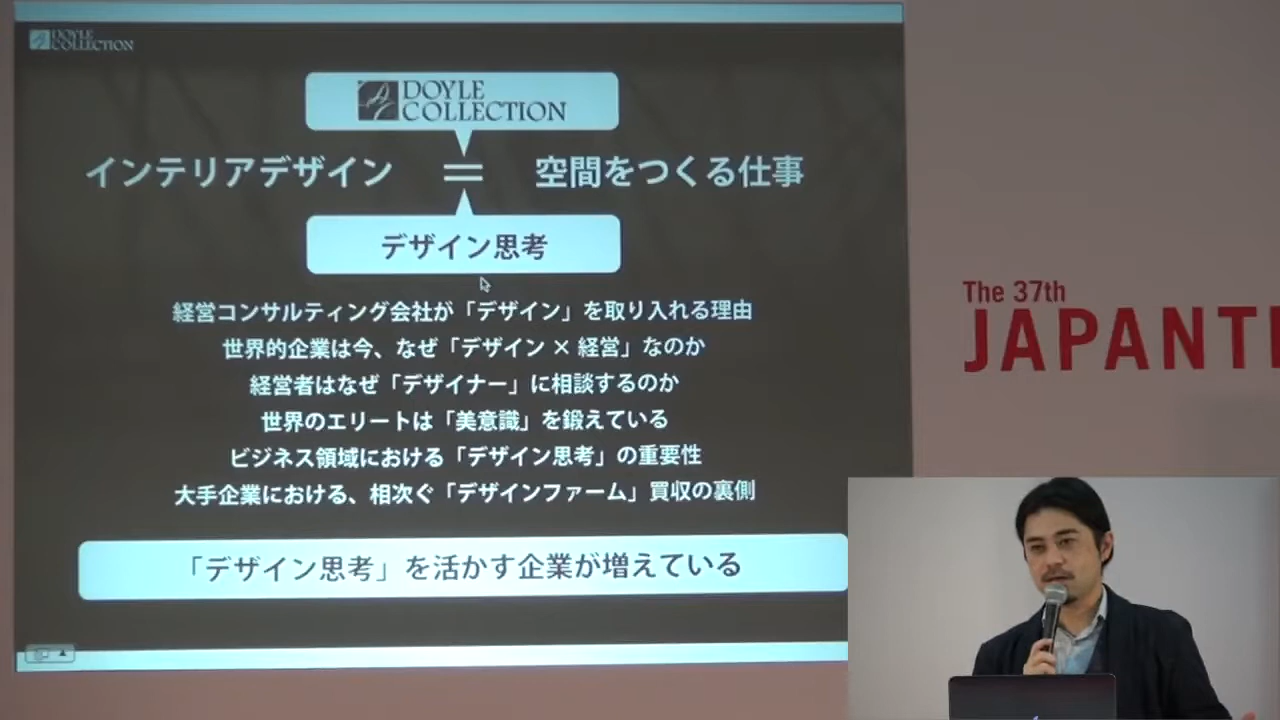 DOYLE
COLLECTION
DOYLE
COLLECTION
インテリアデザイン = 空間をつくる仕事
デザイン思考
経営コンサルティング会社が「デザイン」を取り入れる理由
世界的企業は今、なぜ「デザイン × 経営」なのか
経営者はなぜ「デザイナー」に相談するのか
世界のエリートは「美意識」を鍛えている
ビジネス領域における「デザイン思考」の重要性
大手企業における、相次ぐ「デザインファーム」買収の裏側
「デザイン思考」を活かす企業が増えている
The 37th
JAPANT